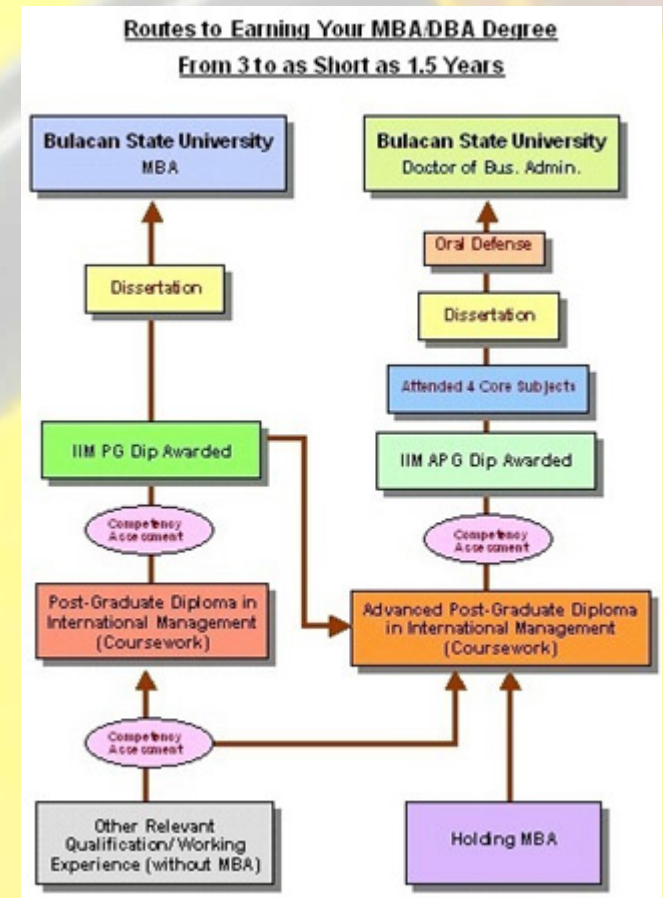 Routes to Earning Your MBA/DBA Degree
From 3 to as Short as 1.5 Years
Bulacan State University
MBA
Bulacan State University
Doctor of Bus. Admin.
Oral Defense
Dissertation
Dissertation
Attended 4 Core Subjects
IIM PG Dip Awarded
IIM APG Dip Awarded
Competency
Assessment
Competency
Assessment
Post-Graduate Diploma in
International Management
(Coursework)
Advanced Post-Graduate Diploma
in International Management
(Coursework)
Competency
Assessment
Other Relevant
Qualification/Working
Experience (without MBA)
Holding MBA